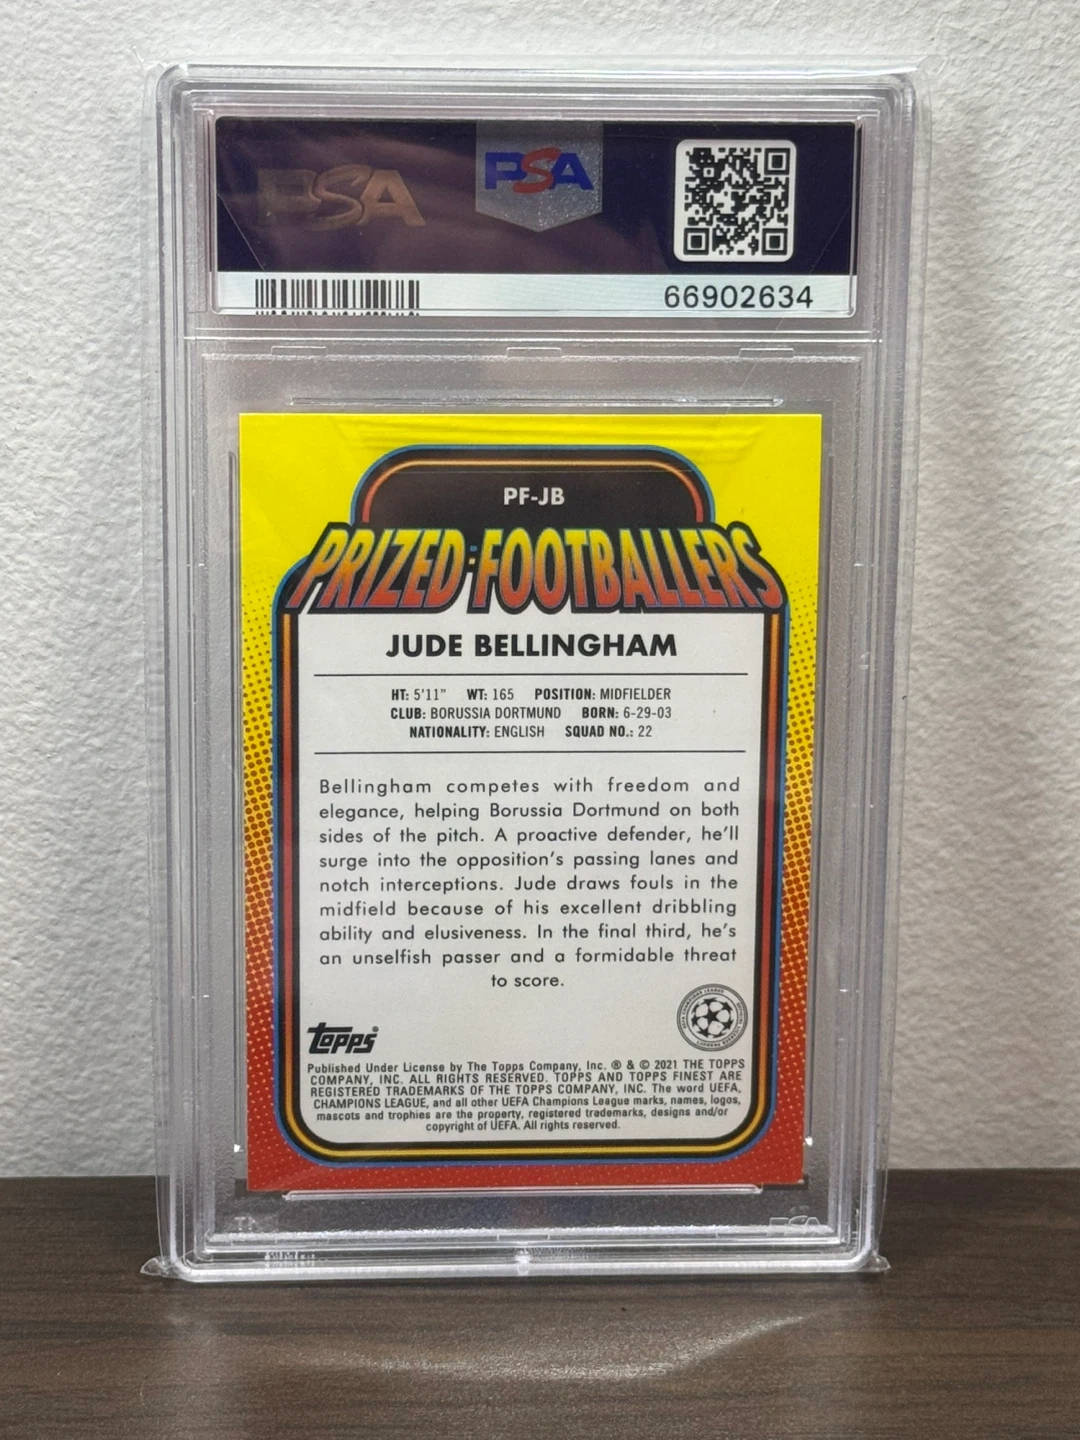 PSA
PSA
66902634
PF-JB
PRIZED FOOTBALLERS
JUDE BELLINGHAM
HT: 5'11" WT: 165 POSITION: MIDFIELDER
CLUB: BORUSSIA DORTMUND BORN: 6-29-03
NATIONALITY: ENGLISH SQUAD NO.: 22
Bellingham competes with freedom and
elegance, helping Borussia Dortmund on both
sides of the pitch. A proactive defender, he'll
surge into the opposition's passing lanes and
notch interceptions. Jude draws fouls in the
midfield because of his excellent dribbling
ability and elusiveness. In the final third, he's
an unselfish passer and a formidable threat
to score.
Topps®
Published Under License by The Topps Company, Inc. ® & © 2021 THE TOPPS
COMPANY, INC. ALL RIGHTS RESERVED. TOPPS AND TOPPS FINEST ARE
REGISTERED TRADEMARKS OF THE TOPPS COMPANY, INC. The word UEFA,
CHAMPIONS LEAGUE, and all other UEFA Champions League marks, names, logos,
mascots and trophies are the property, registered trademarks, designs and/or
copyright of UEFA. All rights reserved.
PSA